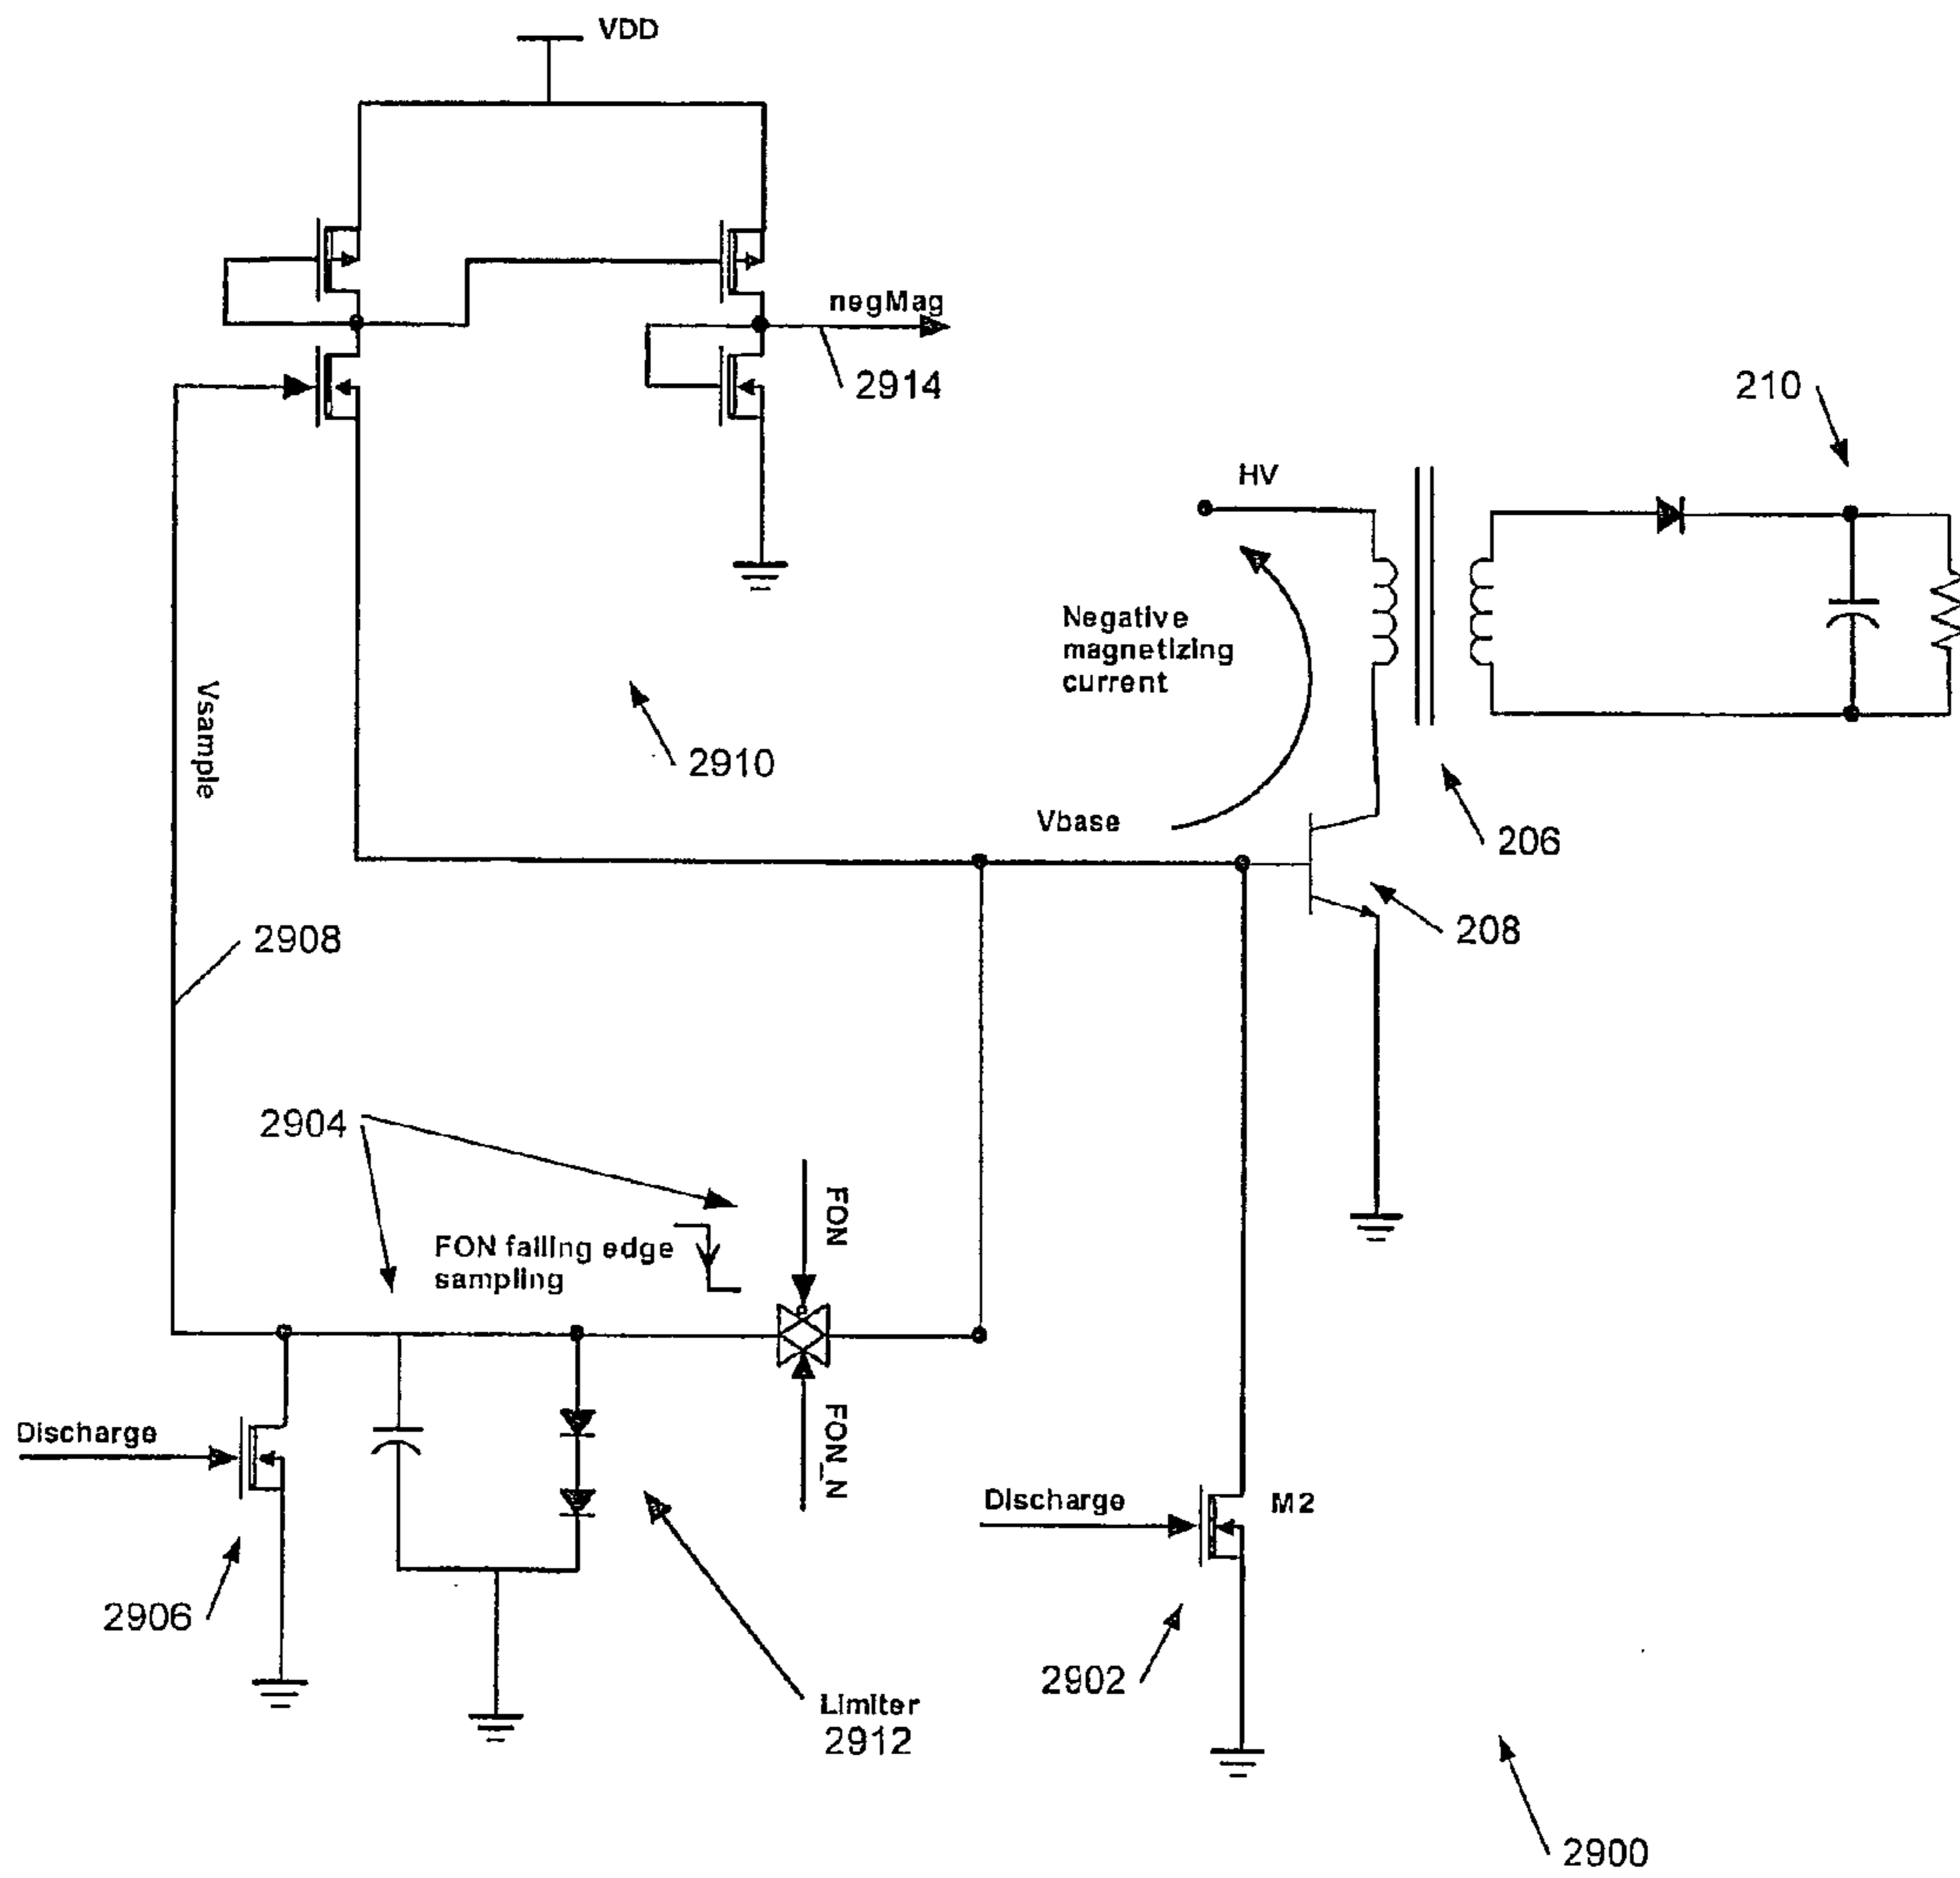 VDD
negMag
2914
210
HV
Negative
magnetizing
current
Vsample
2910
Vbase
206
208
2908
2904
FON
FON falling edge
sampling
Discharge
FON_N
Discharge
M2
2906
2902
Limiter
2912
2900